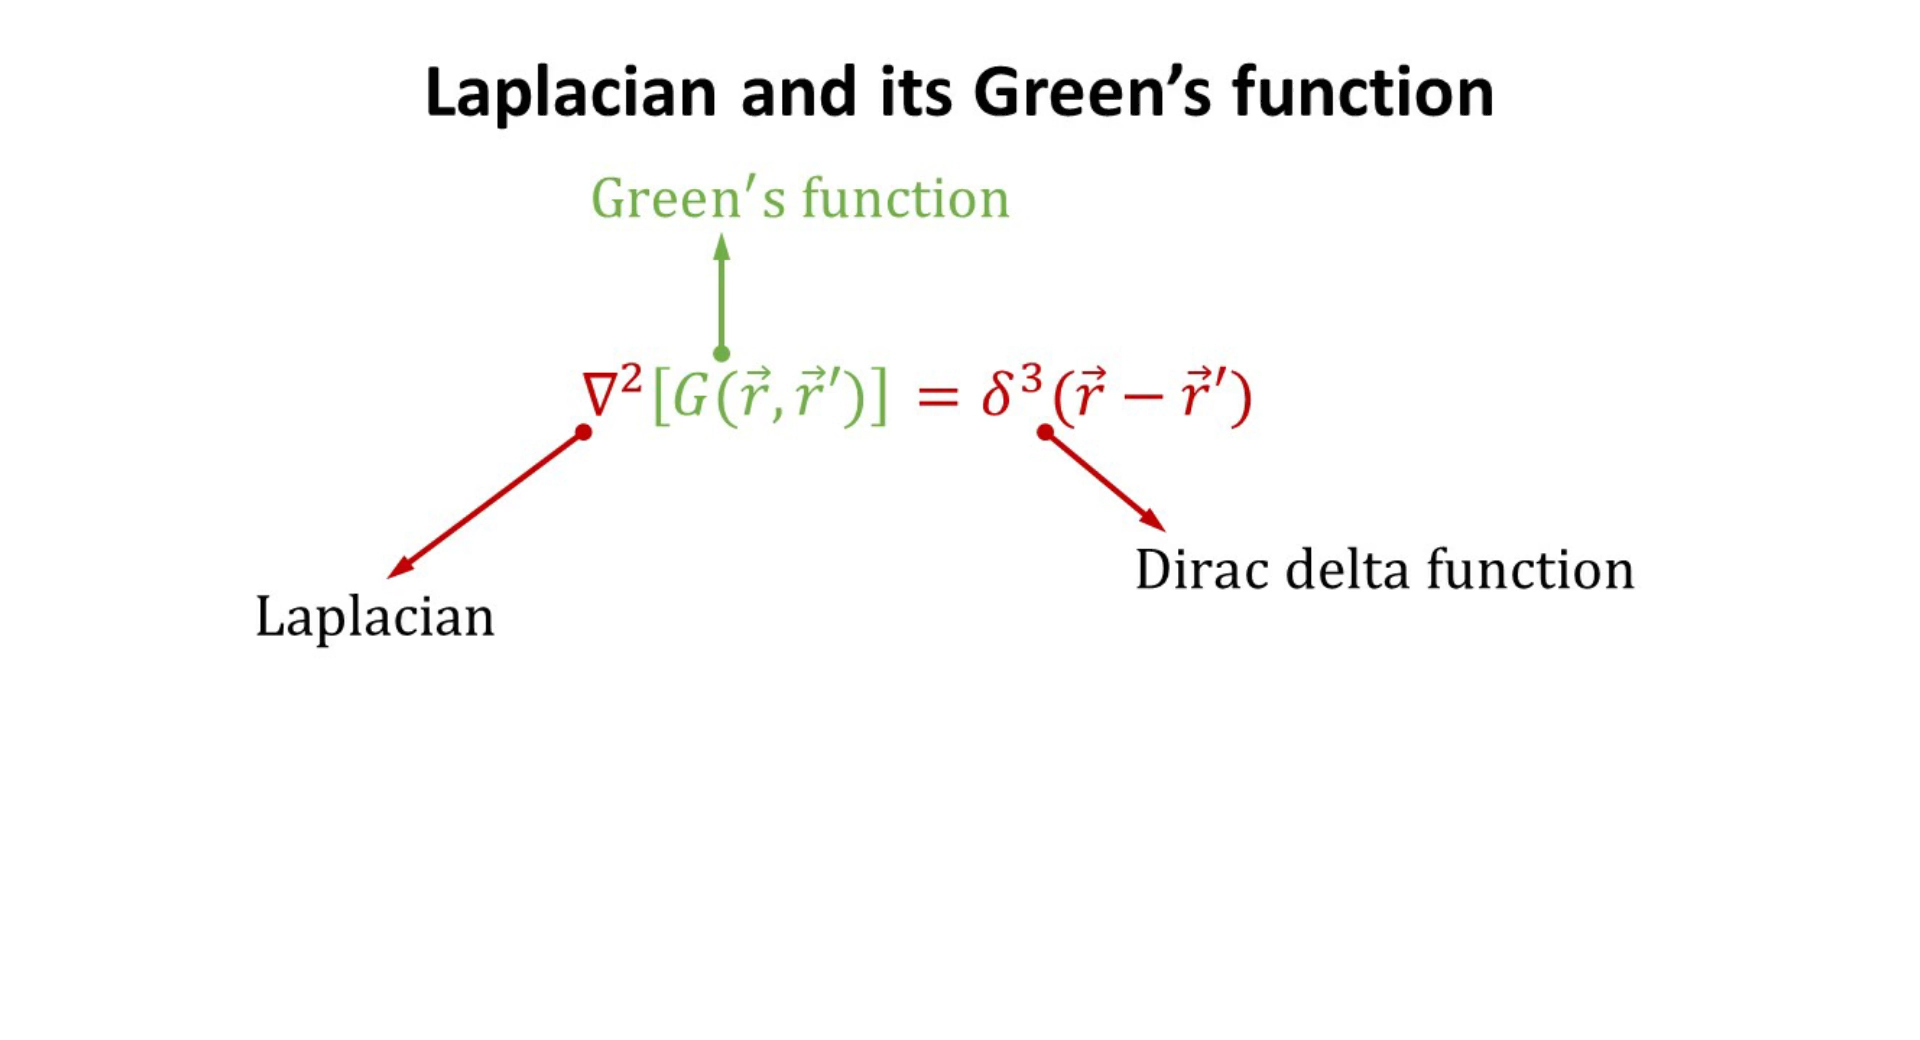 Laplacian and its Green’s function
Green′s function
∇²[G(r⃗, r⃗′)] = δ³(r⃗ − r⃗′)
Dirac delta function
Laplacian